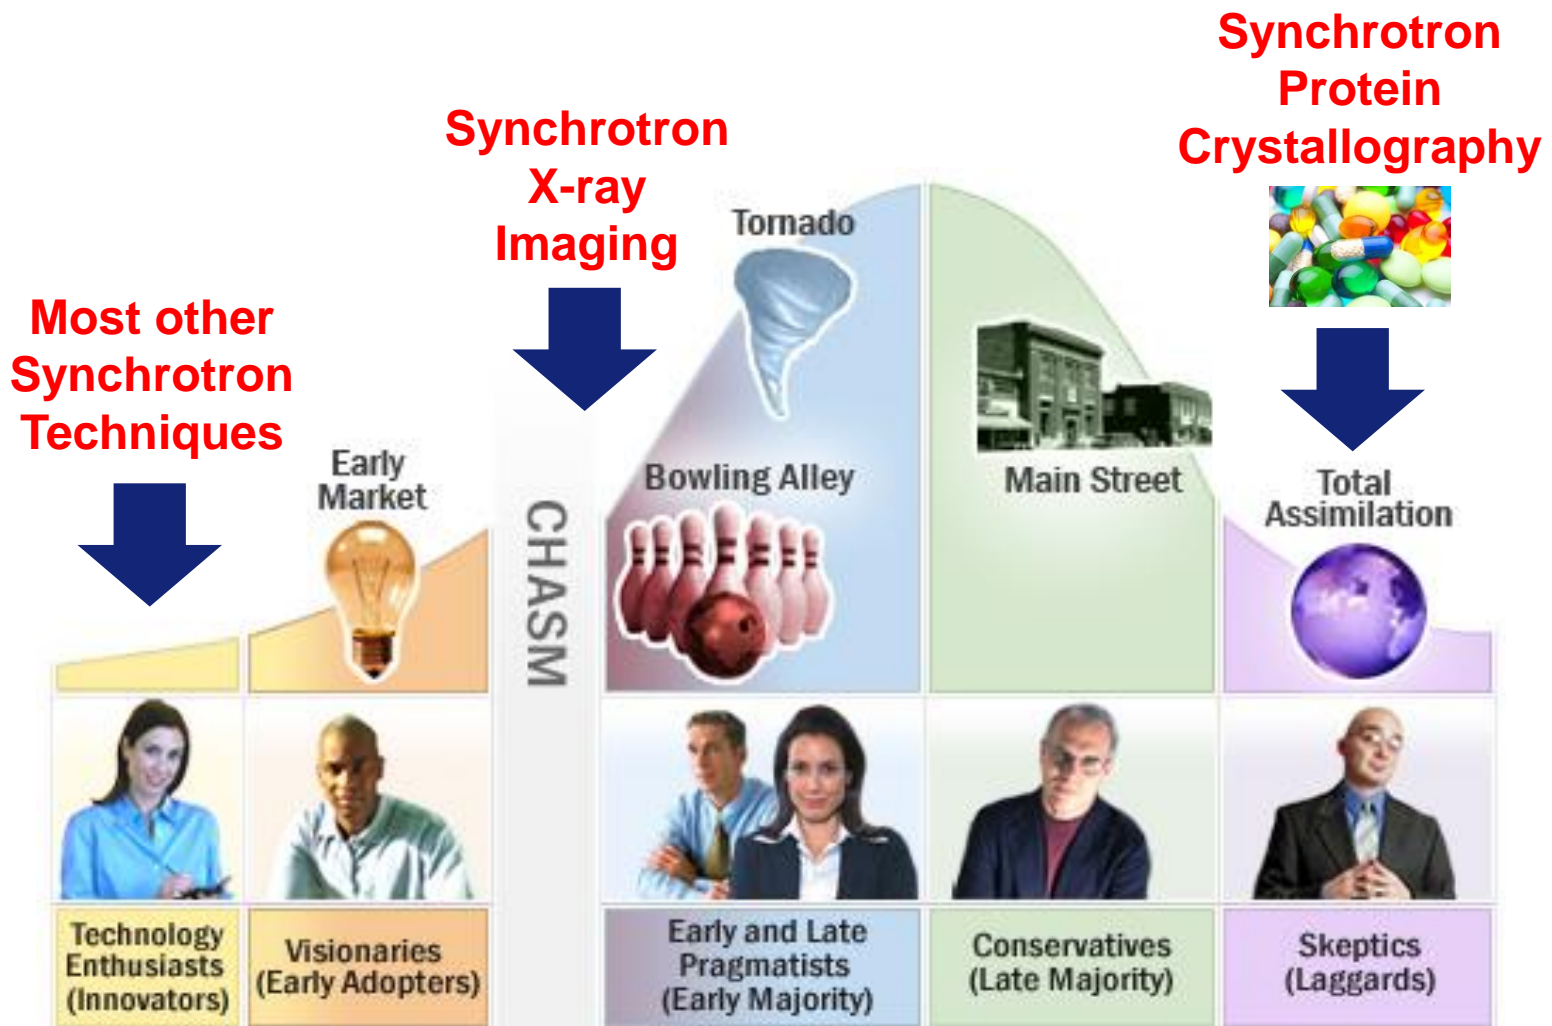 Synchrotron
Protein
Crystallography
Synchrotron
X-ray
Imaging
Most other
Synchrotron
Techniques
Tornado
Early
Market
CHASM
Bowling Alley
Main Street
Total
Assimilation
Technology
Enthusiasts
(Innovators)
Visionaries
(Early Adopters)
Early and Late
Pragmatists
(Early Majority)
Conservatives
(Late Majority)
Skeptics
(Laggards)